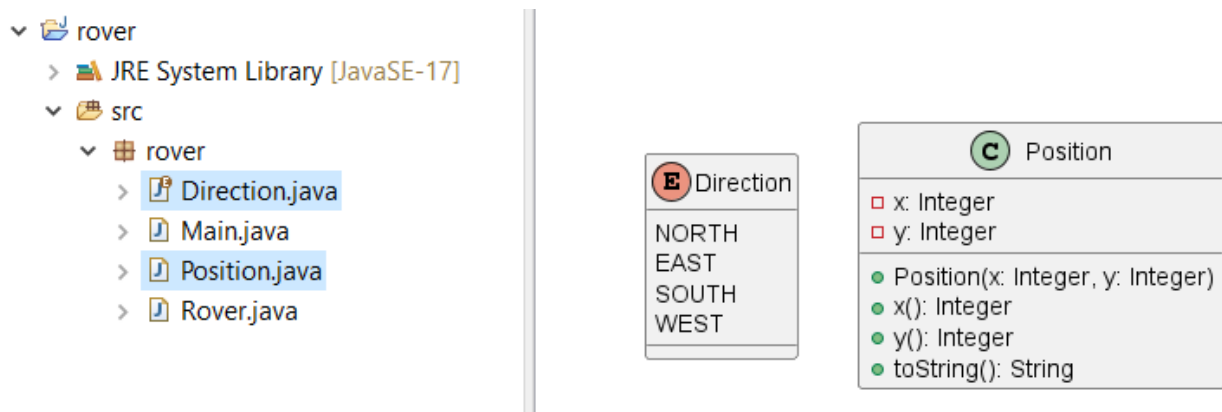 rover
JRE System Library [JavaSE-17]
src
rover
Direction.java
Main.java
Position.java
Rover.java
E Direction
NORTH
EAST
SOUTH
WEST
C Position
x: Integer
y: Integer
Position(x: Integer, y: Integer)
x(): Integer
y(): Integer
toString(): String